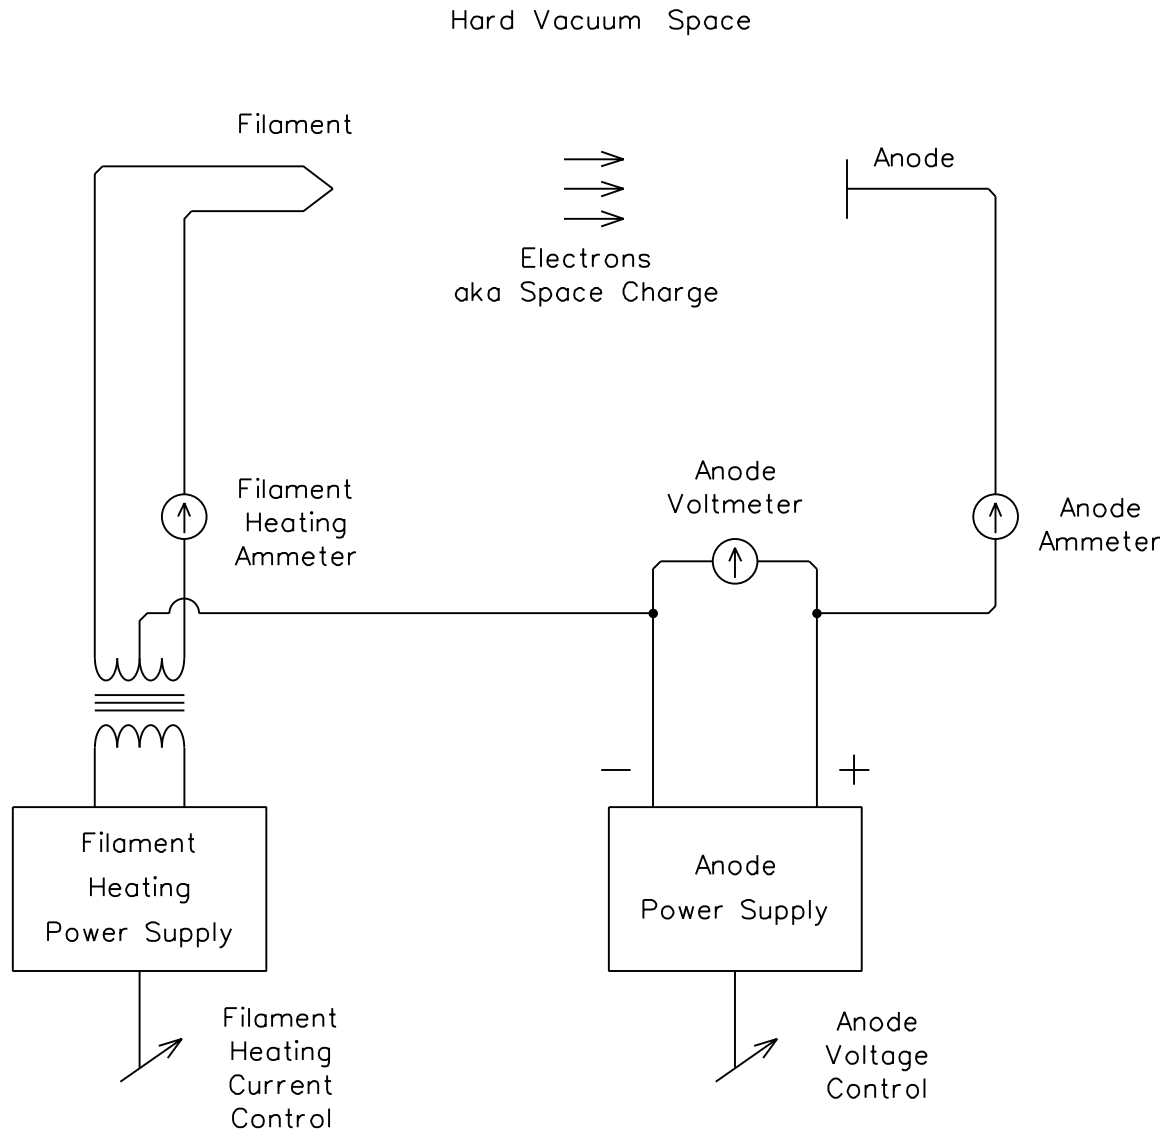 Hard Vacuum Space
Filament
Anode
Electrons
aka Space Charge
Filament
Heating
Ammeter
Anode
Voltmeter
Anode
Ammeter
−
+
Filament
Heating
Power Supply
Anode
Power Supply
Filament
Heating
Current
Control
Anode
Voltage
Control